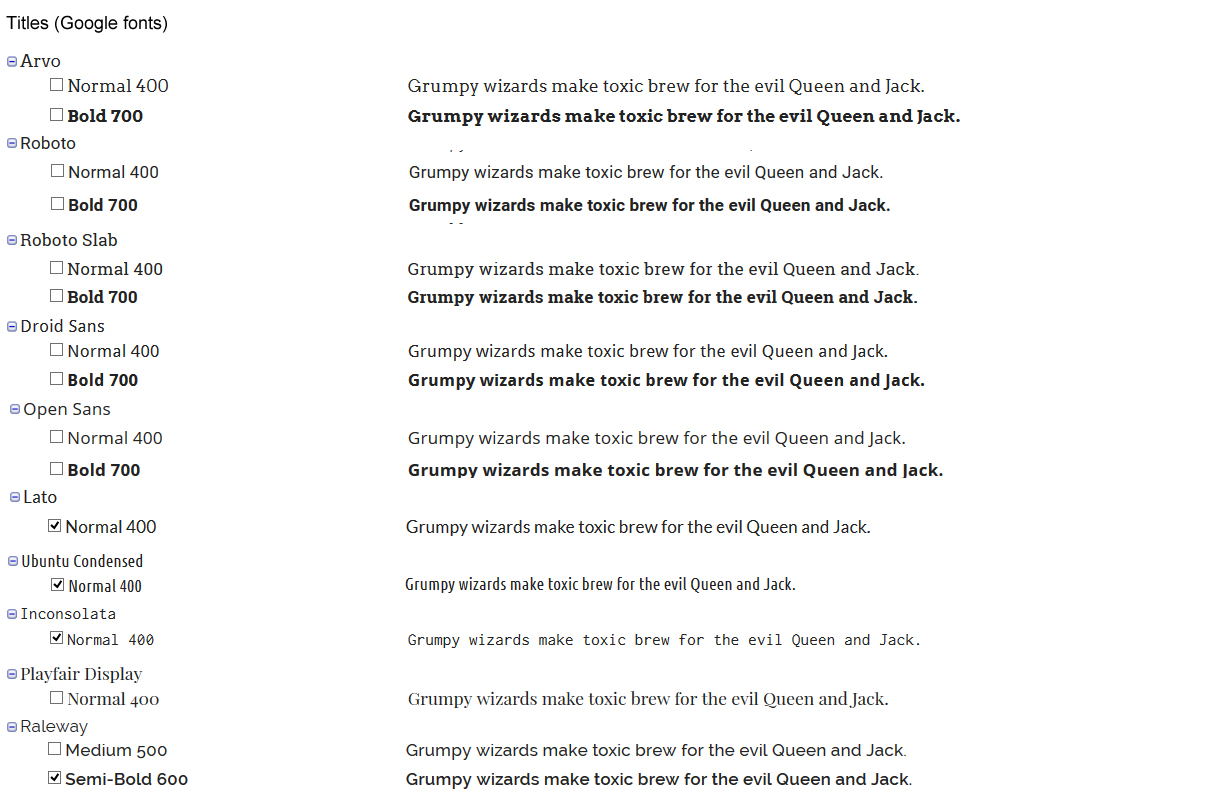 Titles (Google fonts)
Arvo
Normal 400 Grumpy wizards make toxic brew for the evil Queen and Jack.
Bold 700 Grumpy wizards make toxic brew for the evil Queen and Jack.
Roboto
Normal 400 Grumpy wizards make toxic brew for the evil Queen and Jack.
Bold 700 Grumpy wizards make toxic brew for the evil Queen and Jack.
Roboto Slab
Normal 400 Grumpy wizards make toxic brew for the evil Queen and Jack.
Bold 700 Grumpy wizards make toxic brew for the evil Queen and Jack.
Droid Sans
Normal 400 Grumpy wizards make toxic brew for the evil Queen and Jack.
Bold 700 Grumpy wizards make toxic brew for the evil Queen and Jack.
Open Sans
Normal 400 Grumpy wizards make toxic brew for the evil Queen and Jack.
Bold 700 Grumpy wizards make toxic brew for the evil Queen and Jack.
Lato
Normal 400 Grumpy wizards make toxic brew for the evil Queen and Jack.
Ubuntu Condensed
Normal 400 Grumpy wizards make toxic brew for the evil Queen and Jack.
Inconsolata
Normal 400 Grumpy wizards make toxic brew for the evil Queen and Jack.
Playfair Display
Normal 400 Grumpy wizards make toxic brew for the evil Queen and Jack.
Raleway
Medium 500 Grumpy wizards make toxic brew for the evil Queen and Jack.
Semi-Bold 600 Grumpy wizards make toxic brew for the evil Queen and Jack.